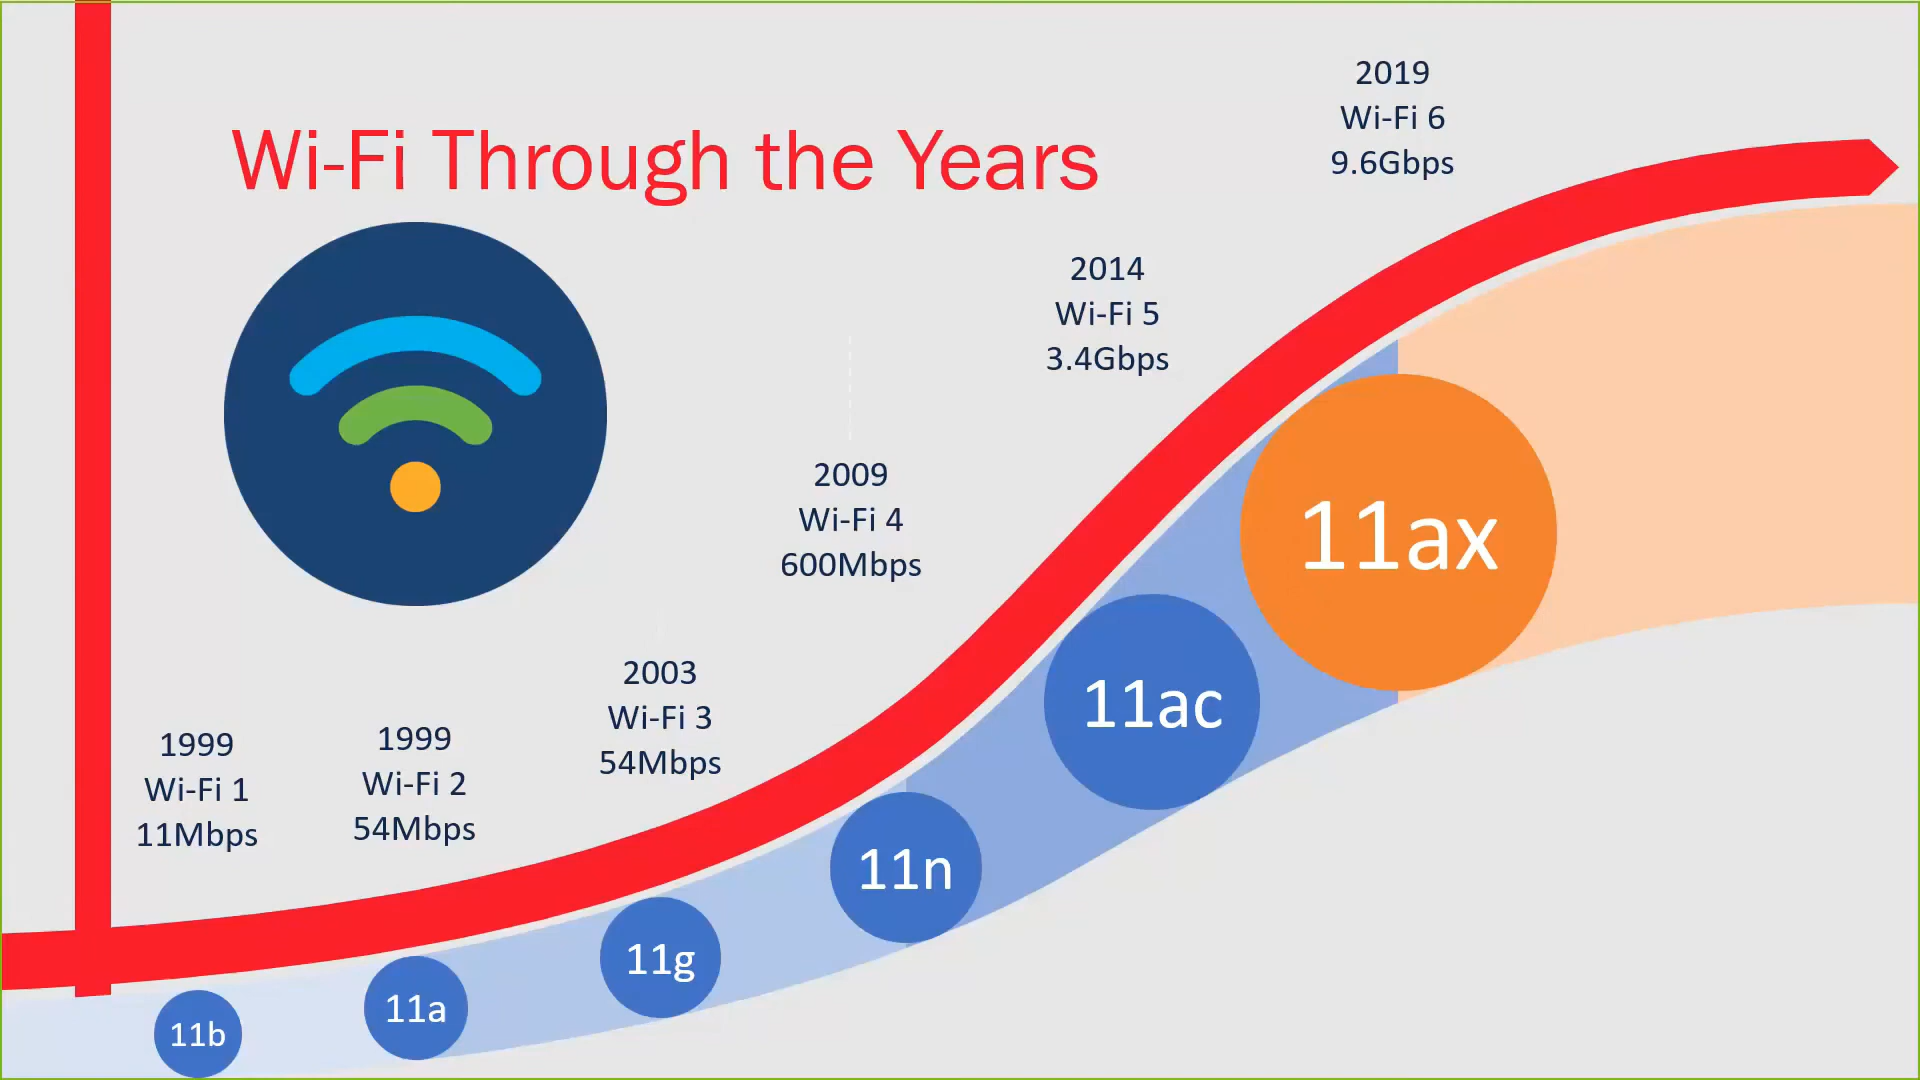 Wi-Fi Through the Years
1999
Wi-Fi 1
11Mbps
11b
1999
Wi-Fi 2
54Mbps
11a
2003
Wi-Fi 3
54Mbps
11g
2009
Wi-Fi 4
600Mbps
11n
2014
Wi-Fi 5
3.4Gbps
11ac
2019
Wi-Fi 6
9.6Gbps
11ax